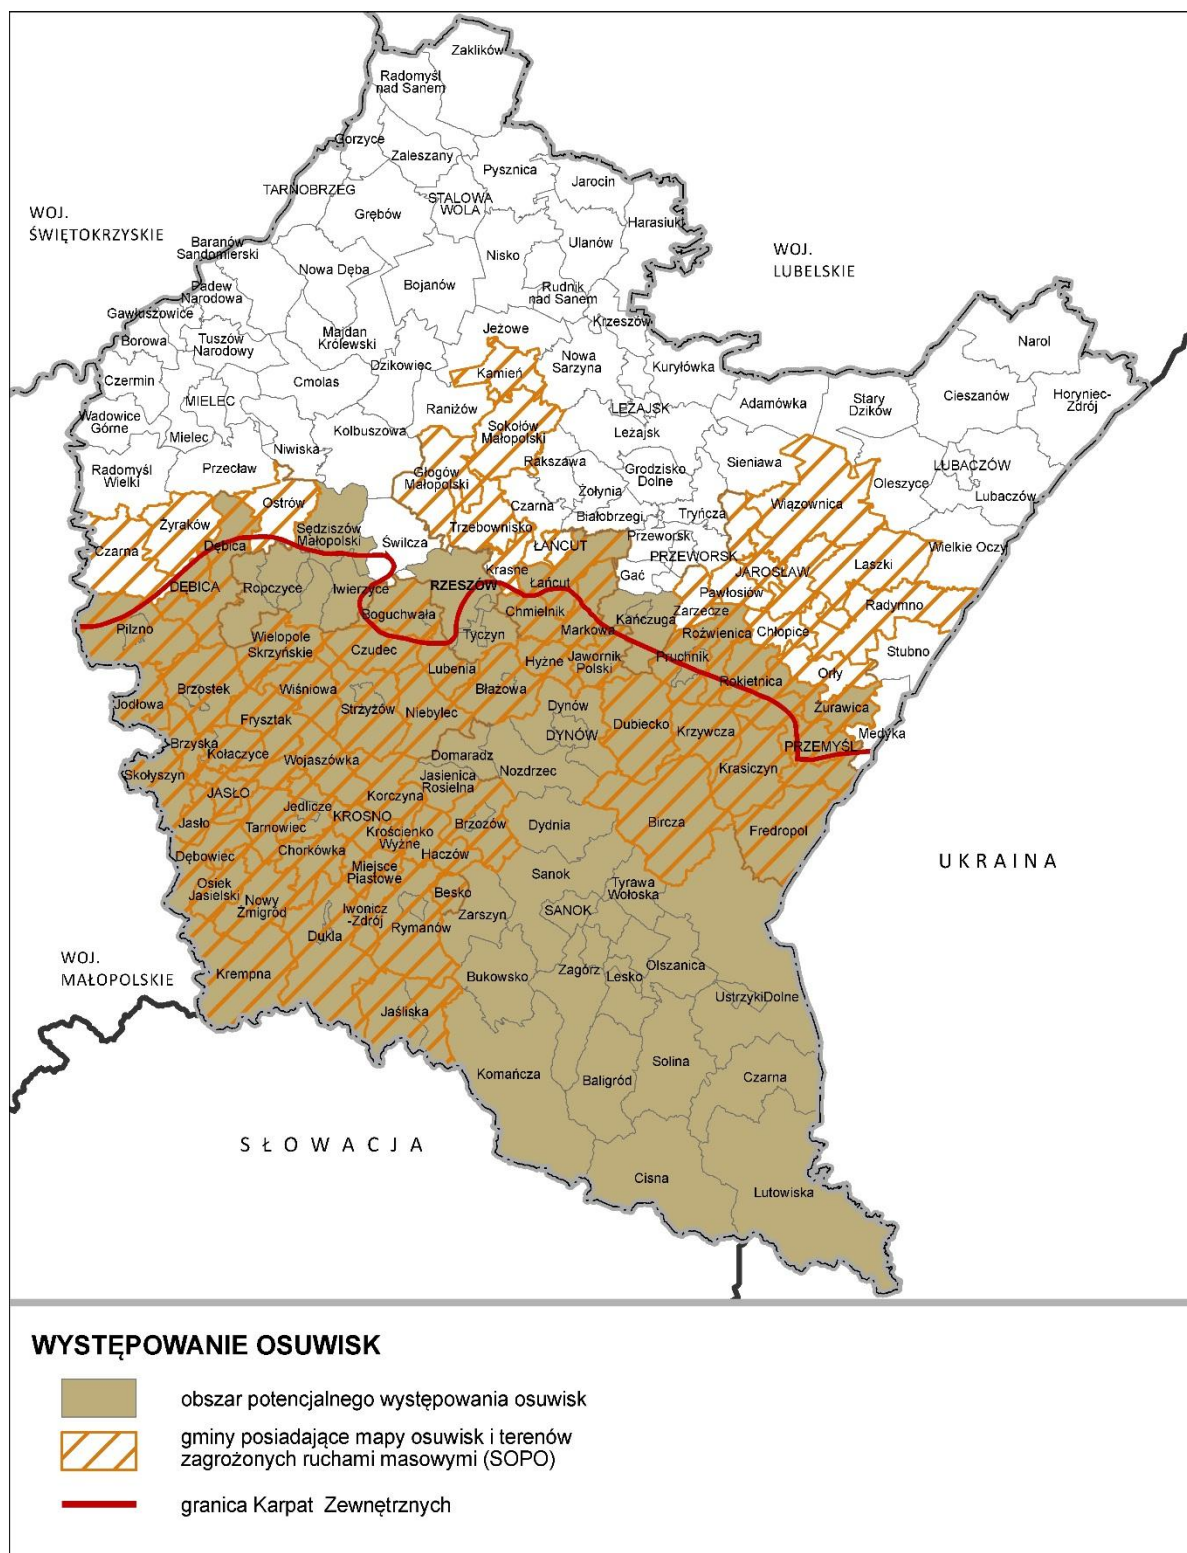 Zaklików
Radomyśl
nad Sanem
Gorzyce
Zaleszany
Pysznica
Jarocin
TARNOBRZEG
STALOWA
WOLA
WOJ.
ŚWIĘTOKRZYSKIE
Grębów
Harasiuki
Baranów
Sandomierski
Ulanów
WOJ.
LUBELSKIE
Nisko
Nowa Dęba
Bojanów
Padew
Narodowa
Rudnik
nad Sanem
Gawłuszowice
Krzeszów
Borowa
Tuszów
Narodowy
Majdan
Królewski
Jeżowe
Narol
Nowa
Sarzyna
Dzikowiec
Kamień
Kuryłówka
Czermin
Cmolas
Cieszanów
Horyniec-
Zdrój
MIELEC
Adamówka
Stary
Dzików
Wadowice
Górne
Raniżów
LEŻAJSK
Sokołów
Małopolski
Leżajsk
Mielec
Kolbuszowa
Niwiska
Radomyśl
Wielki
Przecław
Głogów
Małopolski
Rakszawa
Grodzisko
Dolne
Sieniawa
LUBACZÓW
Oleszyce
Lubaczów
Żołynia
Ostrów
Wiązownica
Czarna
Białobrzegi
Tryńcza
Żyraków
Sędziszów
Małopolski
Trzebownisko
Przeworsk
Świlcza
ŁAŃCUT
Wielkie Oczy
Czarna
Dębica
PRZEWORSK
Krasne
JAROSŁAW
Laszki
DĘBICA
Ropczyce
Iwierzyce
RZESZÓW
Łańcut
Gać
Pawłosiów
Radymno
Boguchwała
Chmielnik
Kańczuga
Zarzecze
Pilzno
Markowa
Roźwienica
Chłopice
Wielopole
Skrzyńskie
Tyczyn
Czudec
Stubno
Lubenia
Hyżne
Jawornik
Polski
Pruchnik
Orły
Rokietnica
Brzostek
Wiśniowa
Błażowa
Jodłowa
Strzyżów
Niebylec
Dynów
Żurawica
Frysztak
Dubiecko
Krzywcza
Medyka
DYNÓW
PRZEMYŚL
Brzyska
Kołaczyce
Wojaszówka
Domaradz
Krasiczyn
Skołyszyn
Jasienica
Rosielna
Nozdrzec
JASŁO
Jedlicze
Korczyna
KROSNO
Jasło
Tarnowiec
Krościenko
Wyżne
Brzozów
Dydnia
Bircza
Fredropol
Dębowiec
Chorkówka
Haczów
Miejsce
Piastowe
UKRAINA
Sanok
Osiek
Jasielski
Nowy
Żmigród
Besko
Tyrawa
Wołoska
Iwonicz
-Zdrój
Zarszyn
SANOK
Dukla
Rymanów
WOJ.
MAŁOPOLSKIE
Krempna
Bukowsko
Zagórz
Lesko
Olszanica
UstrzykiDolne
Jaśliska
Solina
Komańcza
Baligród
Czarna
SŁOWACJA
Cisna
Lutowiska
WYSTĘPOWANIE OSUWISK
obszar potencjalnego występowania osuwisk
gminy posiadające mapy osuwisk i terenów
zagrożonych ruchami masowymi (SOPO)
granica Karpat Zewnętrznych